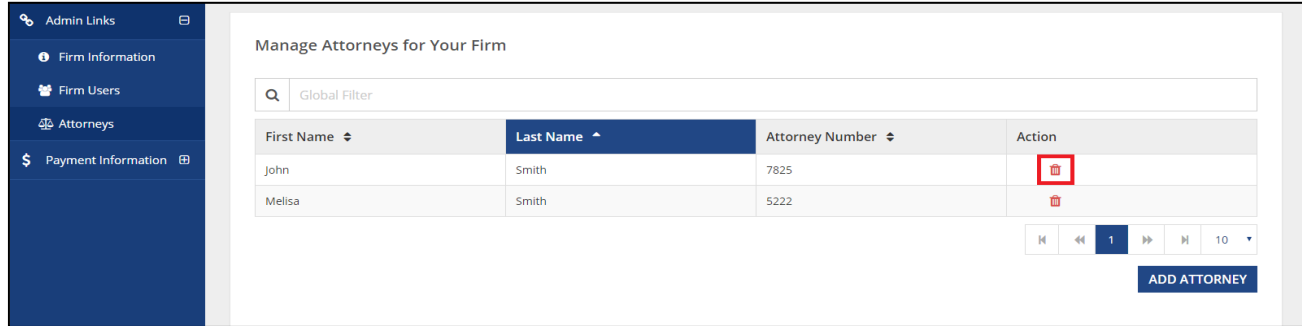 Admin Links
Firm Information
Firm Users
Attorneys
$ Payment Information
Manage Attorneys for Your Firm
Global Filter
First Name Last Name Attorney Number Action
John Smith 7825
Melisa Smith 5222
1 10
ADD ATTORNEY